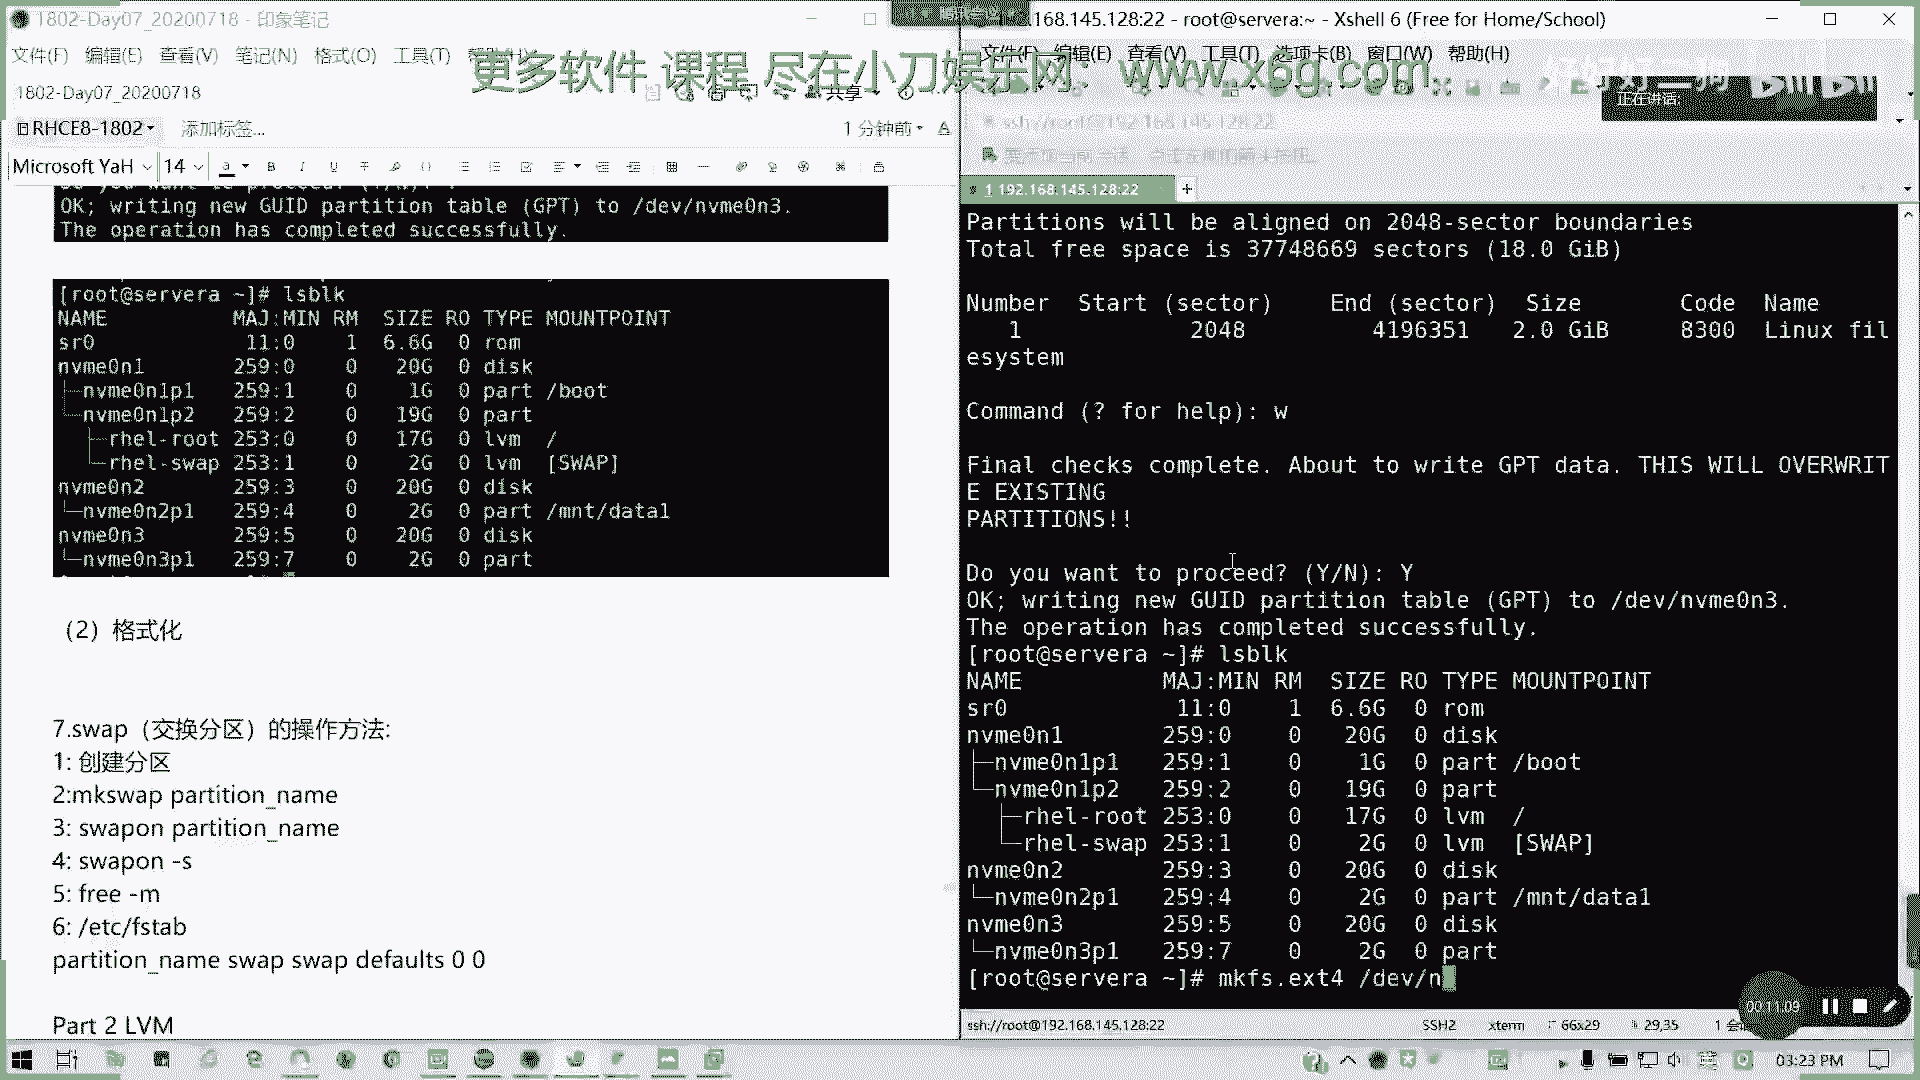 1802-Day07_20200718 - 印象笔记
文件(F) 编辑(E) 查看(V) 笔记(N) 格式(O) 工具(T)
更多软件 课程 尽在小刀娱乐网：www.x6g.com
1802-Day07_20200718
共享
RHCE8-1802
添加标签...
1 分钟前
Microsoft YaH
14
OK; writing new GUID partition table (GPT) to /dev/nvme0n3.
The operation has completed successfully.
[root@servera ~]# lsblk
NAME MAJ:MIN RM SIZE RO TYPE MOUNTPOINT
sr0 11:0 1 6.6G 0 rom
nvme0n1 259:0 0 20G 0 disk
├─nvme0n1p1 259:1 0 1G 0 part /boot
└─nvme0n1p2 259:2 0 19G 0 part
├─rhel-root 253:0 0 17G 0 lvm /
└─rhel-swap 253:1 0 2G 0 lvm [SWAP]
nvme0n2 259:3 0 20G 0 disk
└─nvme0n2p1 259:4 0 2G 0 part /mnt/data1
nvme0n3 259:5 0 20G 0 disk
└─nvme0n3p1 259:7 0 2G 0 part
（2）格式化
7.swap（交换分区）的操作方法:
1: 创建分区
2:mkswap partition_name
3: swapon partition_name
4: swapon -s
5: free -m
6: /etc/fstab
partition_name swap swap defaults 0 0
Part 2 LVM
.168.145.128:22 - root@servera:~ - Xshell 6 (Free for Home/School)
文件(F) 编辑(E) 查看(V) 工具(T) 选项卡(B) 窗口(W) 帮助(H)
正在讲话:
ssh://root@192.168.145.128:22
1 192.168.145.128:22
Partitions will be aligned on 2048-sector boundaries
Total free space is 37748669 sectors (18.0 GiB)
Number Start (sector) End (sector) Size Code Name
1 2048 4196351 2.0 GiB 8300 Linux fil
esystem
Command (? for help): w
Final checks complete. About to write GPT data. THIS WILL OVERWRIT
E EXISTING
PARTITIONS!!
Do you want to proceed? (Y/N): Y
OK; writing new GUID partition table (GPT) to /dev/nvme0n3.
The operation has completed successfully.
[root@servera ~]# lsblk
NAME MAJ:MIN RM SIZE RO TYPE MOUNTPOINT
sr0 11:0 1 6.6G 0 rom
nvme0n1 259:0 0 20G 0 disk
├─nvme0n1p1 259:1 0 1G 0 part /boot
└─nvme0n1p2 259:2 0 19G 0 part
├─rhel-root 253:0 0 17G 0 lvm /
└─rhel-swap 253:1 0 2G 0 lvm [SWAP]
nvme0n2 259:3 0 20G 0 disk
└─nvme0n2p1 259:4 0 2G 0 part /mnt/data1
nvme0n3 259:5 0 20G 0 disk
└─nvme0n3p1 259:7 0 2G 0 part
[root@servera ~]# mkfs.ext4 /dev/n
00:11:09
ssh://root@192.168.145.128:22
SSH2
xterm
66x29
29,35
03:23 PM